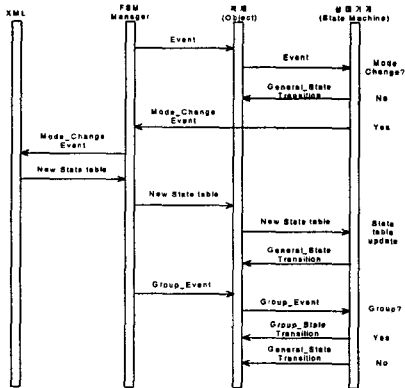 XML
FSM
Manager
객체
(Object)
상태기계
(State Machine)
Event
Event
Mode
Change?
General_State
Transition
No
Mode_Change
Event
Yes
Mode_Change
Event
New State table
New State table
New State table
State
table
update
General_State
Transition
Group_Event
Group_Event
Group?
Group_State
Transition
Yes
General_State
Transition
No